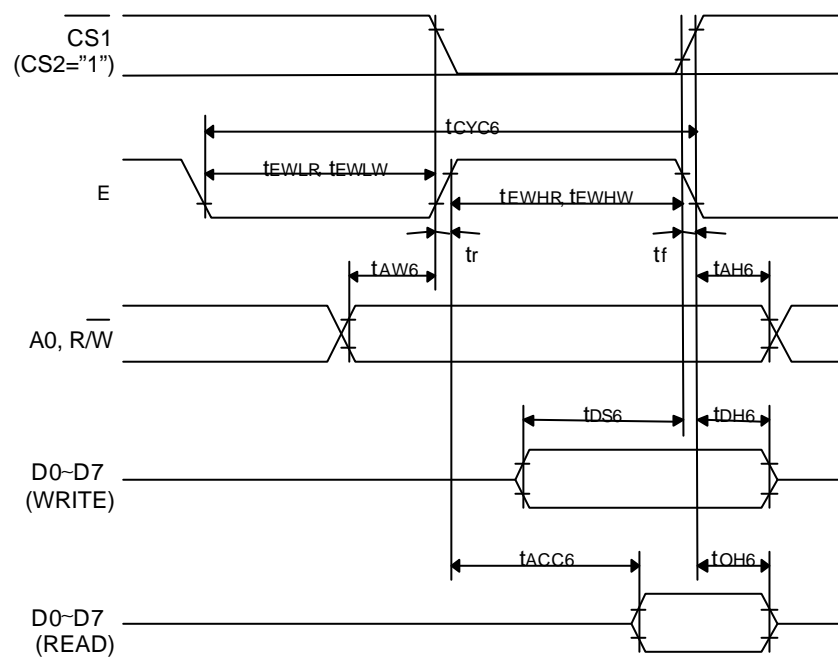 CS1
(CS2="1")
tCYC6
tEWLR, tEWLW
E
tEWHR, tEWHW
tr
tf
tAW6
tAH6
A0, R/W
tDS6
tDH6
D0~D7
(WRITE)
tACC6
tOH6
D0~D7
(READ)